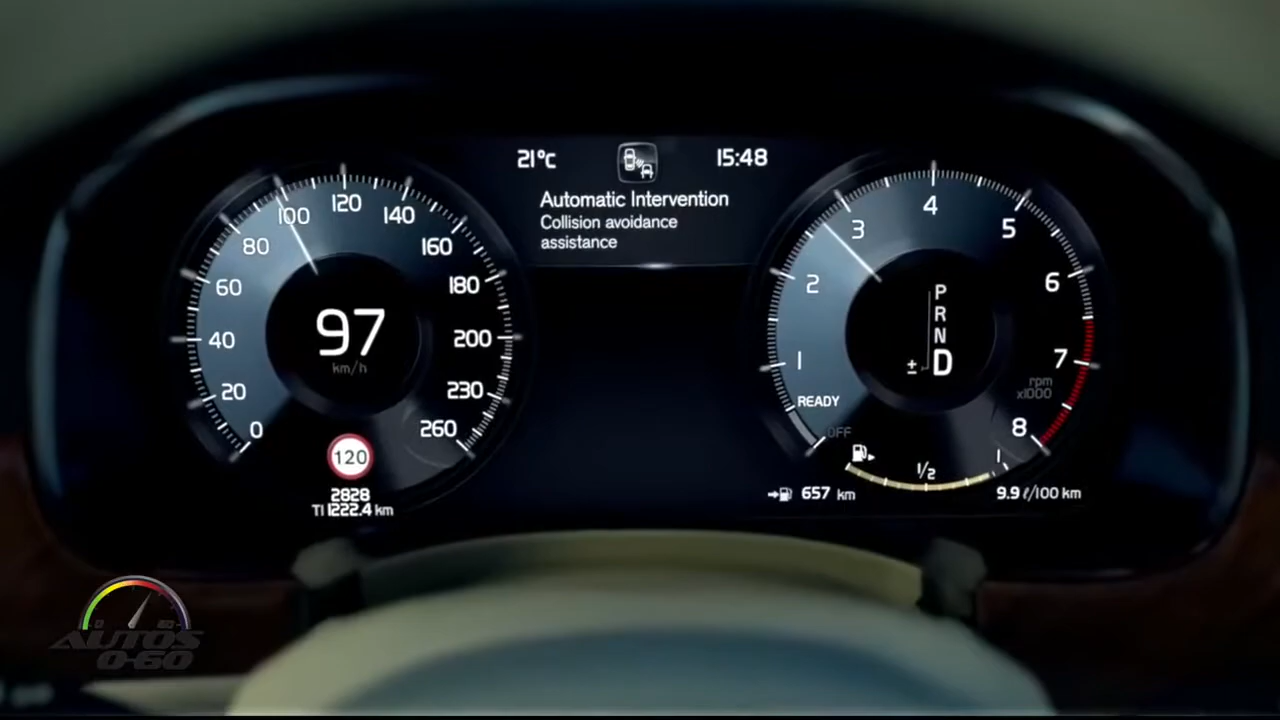 21°C
15:48
Automatic Intervention
Collision avoidance
assistance
0
20
40
60
80
100
120
140
160
180
200
230
260
97
km/h
120
2828
T1 1222.4 km
OFF
READY
1
2
3
4
5
6
7
8
rpm
x1000
P
R
N
± D
1/2
1
657 km
9.9 ℓ/100 km
AUTOS
0-60